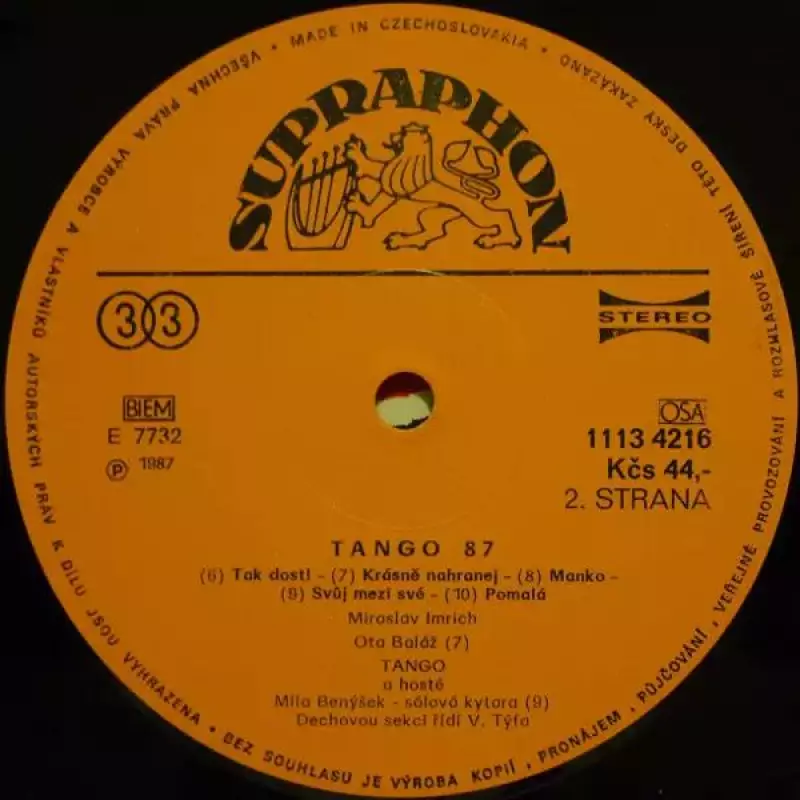 MADE IN CZECHOSLOVAKIA • VŠECHNA PRÁVA VÝROBCE A VLASTNÍKŮ AUTORSKÝCH PRÁV K DÍLU JSOU VYHRAZENA • BEZ SOUHLASU JE VÝROBA KOPIÍ, PRONÁJEM, PŮJČOVÁNÍ, VEŘEJNÉ PROVOZOVÁNÍ A ROZHLASOVÉ ŠÍŘENÍ TÉTO DESKY ZAKÁZÁNO •
SUPRAPHON
33
STEREO
BIEM
E 7732
Ⓟ 1987
OSA
1113 4216
Kčs 44,-
2. STRANA
TANGO 87
(6) Tak dost! - (7) Krásně nahranej - (8) Manko -
(9) Svůj mezi své - (10) Pomalá
Miroslav Imrich
Ota Baláž (7)
TANGO
a hosté
Míla Benýšek - sólová kytara (9)
Dechovou sekci řídí V. Týfa